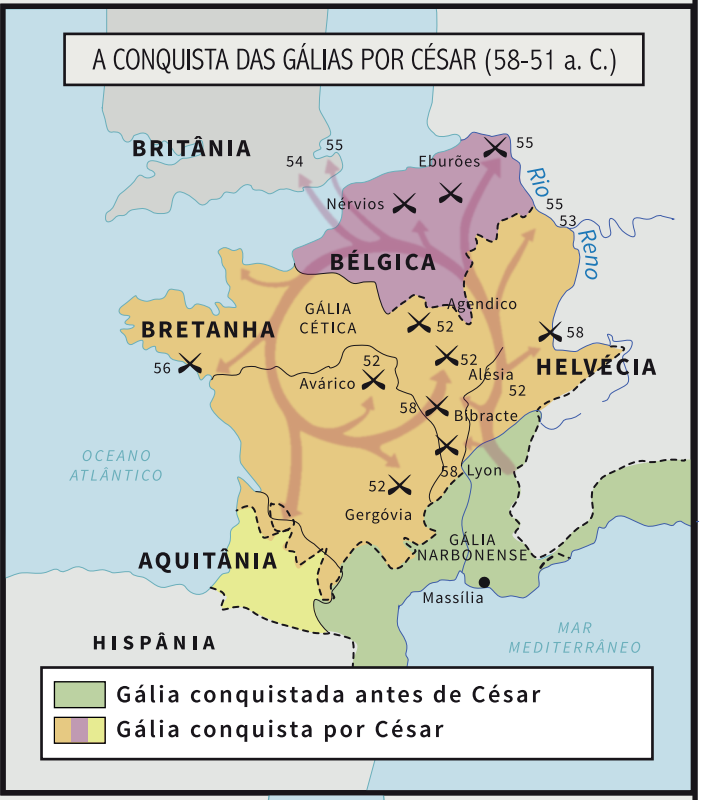 A CONQUISTA DAS GÁLIAS POR CÉSAR (58-51 a. C.)
BRITÂNIA
54
55
Eburões
55
Rio
Reno
Nérvios
55
53
BÉLGICA
GÁLIA
CÉTICA
Agendico
52
BRETANHA
58
56
52
52
Alésia
52
HELVÉCIA
Avárico
58
Bibracte
OCEANO
ATLÂNTICO
58
Lyon
52
Gergóvia
GÁLIA
NARBONENSE
AQUITÂNIA
Massília
HISPÂNIA
MAR
MEDITERRÂNEO
Gália conquistada antes de César
Gália conquista por César